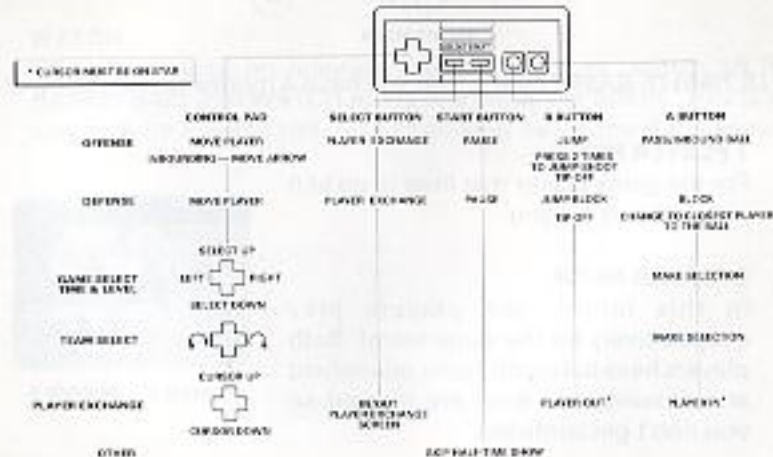 * CURSOR MUST BE ON STAR
CONTROL PAD SELECT BUTTON START BUTTON B BUTTON A BUTTON
OFFENSE MOVE PLAYER PLAYER EXCHANGE PAUSE JUMP PASS/INBOUND BALL
INBOUNDING — MOVE ARROW PRESS 2 TIMES
TO JUMP SHOOT
TIP OFF
DEFENSE MOVE PLAYER PLAYER EXCHANGE PAUSE JUMP BLOCK BLOCK
TIP OFF CHANGE TO CLOSEST PLAYER
TO THE BALL
SELECT UP
GAME SELECT LEFT RIGHT MAKE SELECTION
TIME & LEVEL
SELECT DOWN
TEAM SELECT MAKE SELECTION
CURSOR UP
PLAYER EXCHANGE PLAYER EXCHANGE PLAYER OUT* PLAYER IN*
SCREEN
CURSOR DOWN
OTHER SKIP HALF-TIME SHOW